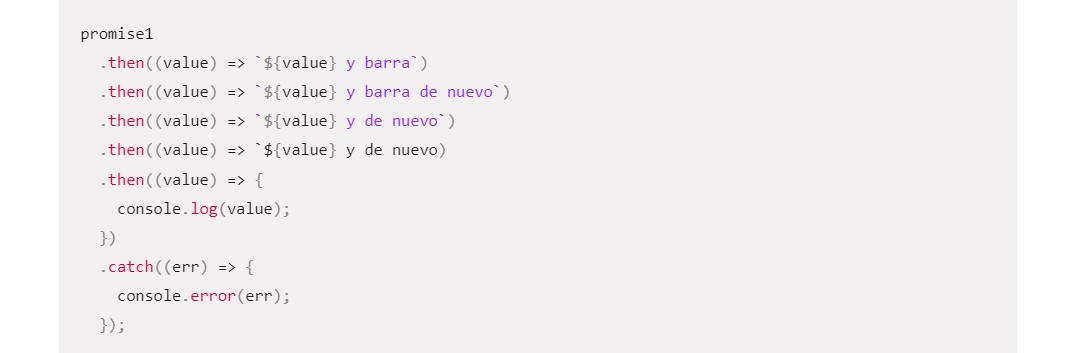 promise1
  .then((value) => `${value} y barra`)
  .then((value) => `${value} y barra de nuevo`)
  .then((value) => `${value} y de nuevo`)
  .then((value) => `${value} y de nuevo)
  .then((value) => {
    console.log(value);
  })
  .catch((err) => {
    console.error(err);
  });